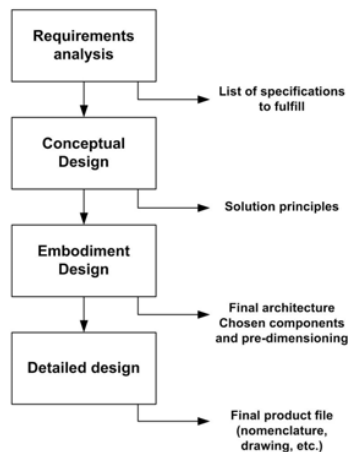 Requirements
analysis
List of specifications
to fulfill
Conceptual
Design
Solution principles
Embodiment
Design
Final architecture
Chosen components
and pre-dimensioning
Detailed design
Final product file
(nomenclature,
drawing, etc.)